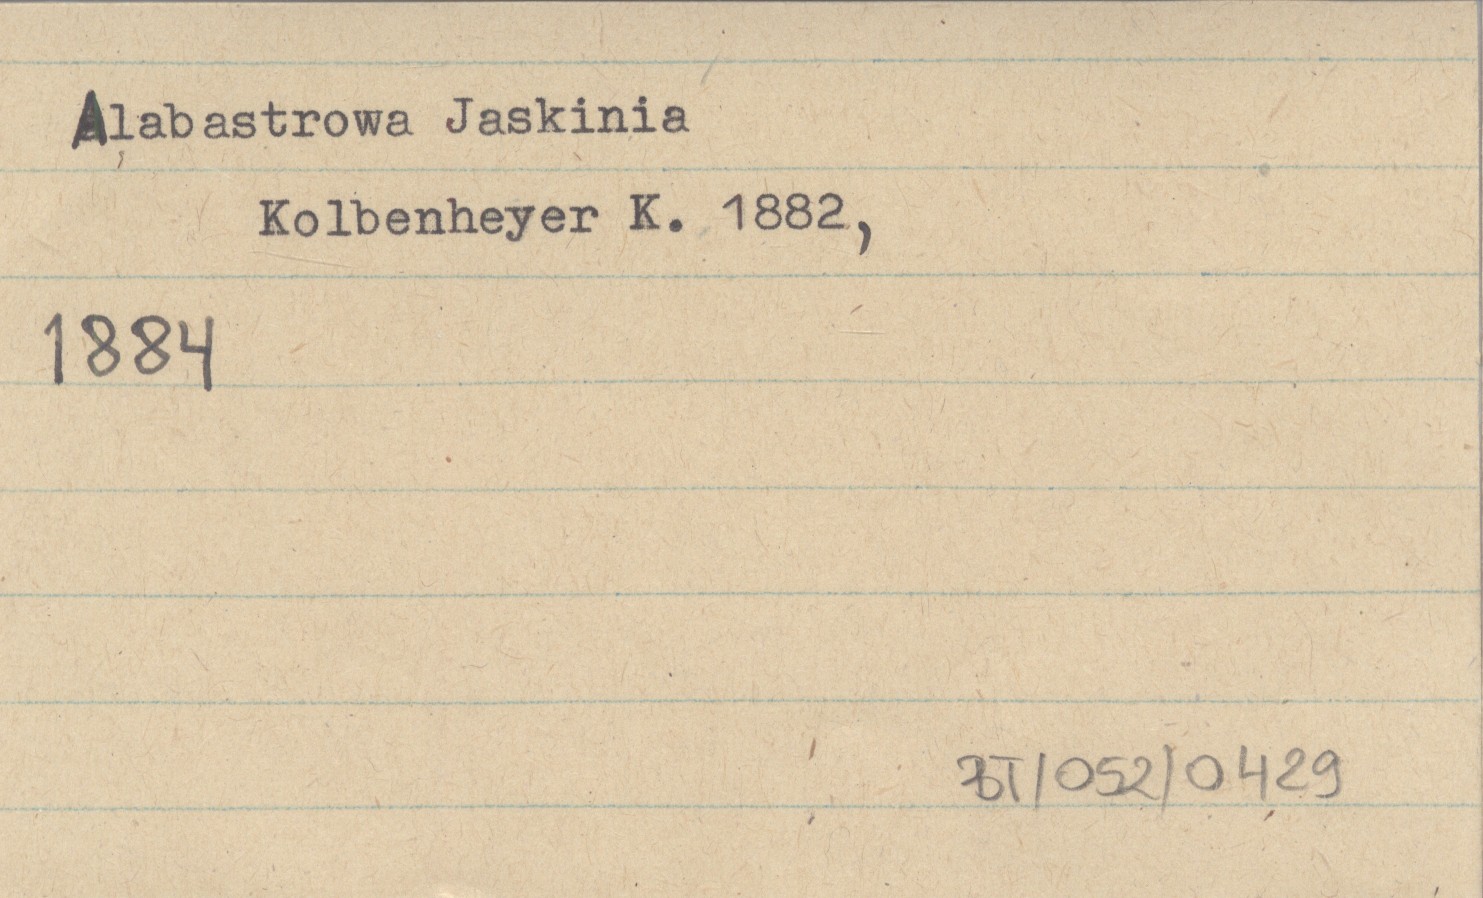 Alabastrowa Jaskinia
Kolbenheyer K. 1882,
1884
BT/052/0429